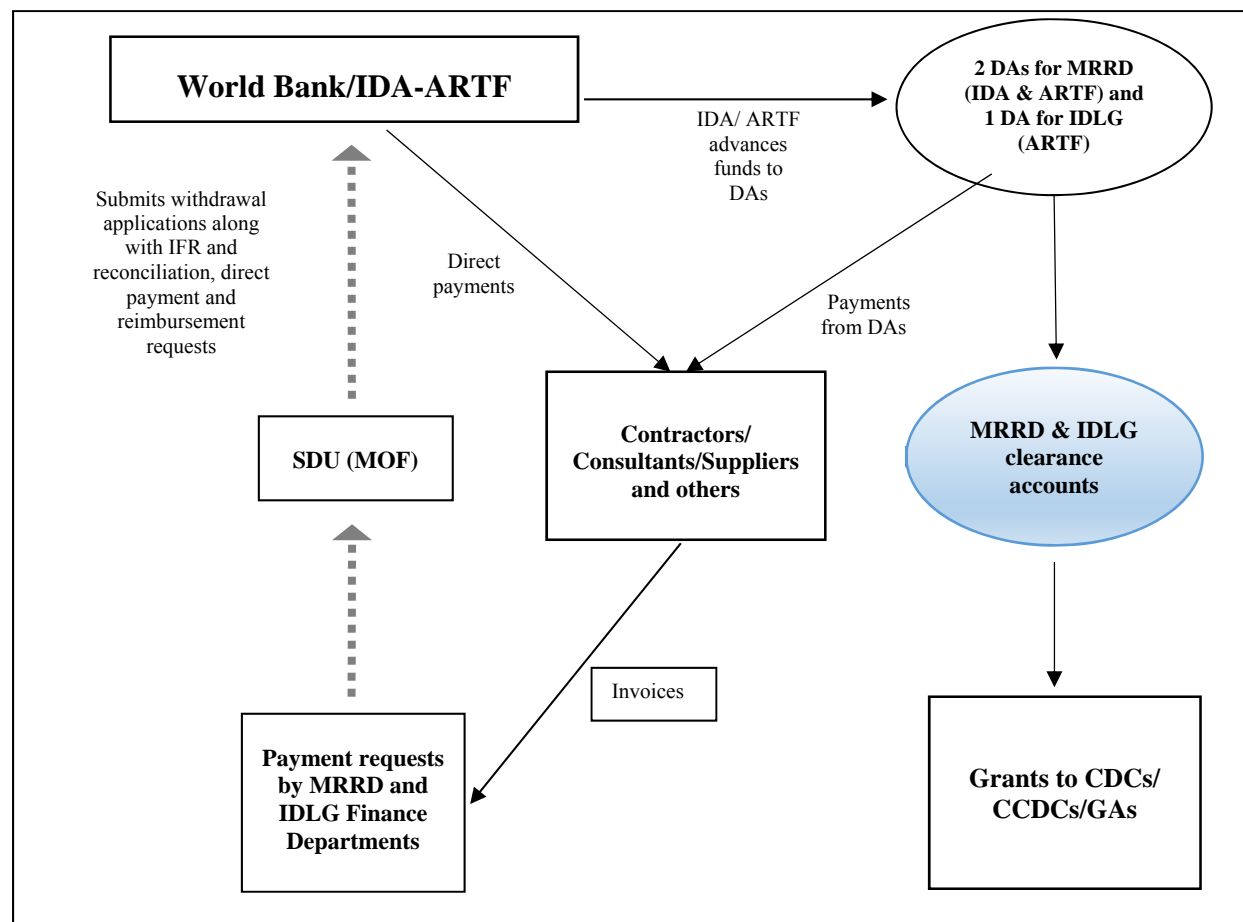 World Bank/IDA-ARTF
2 DAs for MRRD
(IDA & ARTF) and
1 DA for IDLG
(ARTF)
IDA/ ARTF
advances
funds to
DAs
Submits withdrawal
applications along
with IFR and
reconciliation, direct
payment and
reimbursement
requests
Direct
payments
Payments
from DAs
SDU (MOF)
Contractors/
Consultants/Suppliers
and others
MRRD & IDLG
clearance
accounts
Invoices
Payment requests
by MRRD and
IDLG Finance
Departments
Grants to CDCs/
CCDCs/GAs